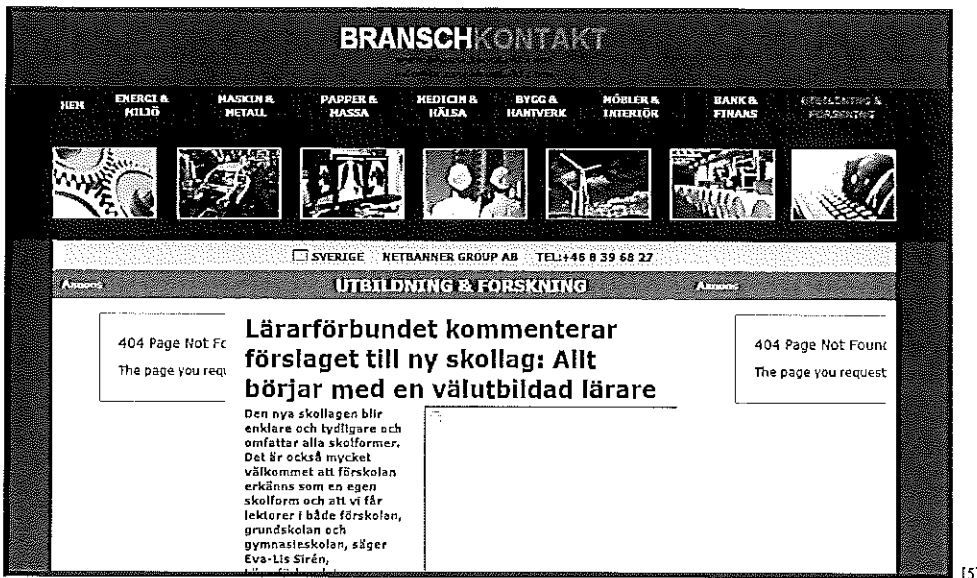 BRANSCHKONTAKT
HEM
ENERGI & MILJÖ
MASKIN & METALL
PAPPER & MASSA
MEDICIN & HÄLSA
BYGG & HANTVERK
MÖBLER & INTERIÖR
BANK & FINANS
UTBILDNING & FORSKNING
SVERIGE NETBANNER GROUP AB TEL:+46 8 39 68 27
Annons
UTBILDNING & FORSKNING
Annons
404 Page Not Fo
The page you requ
Lärarförbundet kommenterar
förslaget till ny skollag: Allt
börjar med en välutbildad lärare
Den nya skollagen blir
enklare och tydligare och
omfattar alla skolformer.
Det är också mycket
välkommet att förskolan
erkänns som en egen
skolform och att vi får
lektorer i både förskolan,
grundskolan och
gymnasieskolan, säger
Eva-Lis Sirén,
404 Page Not Foun
The page you request